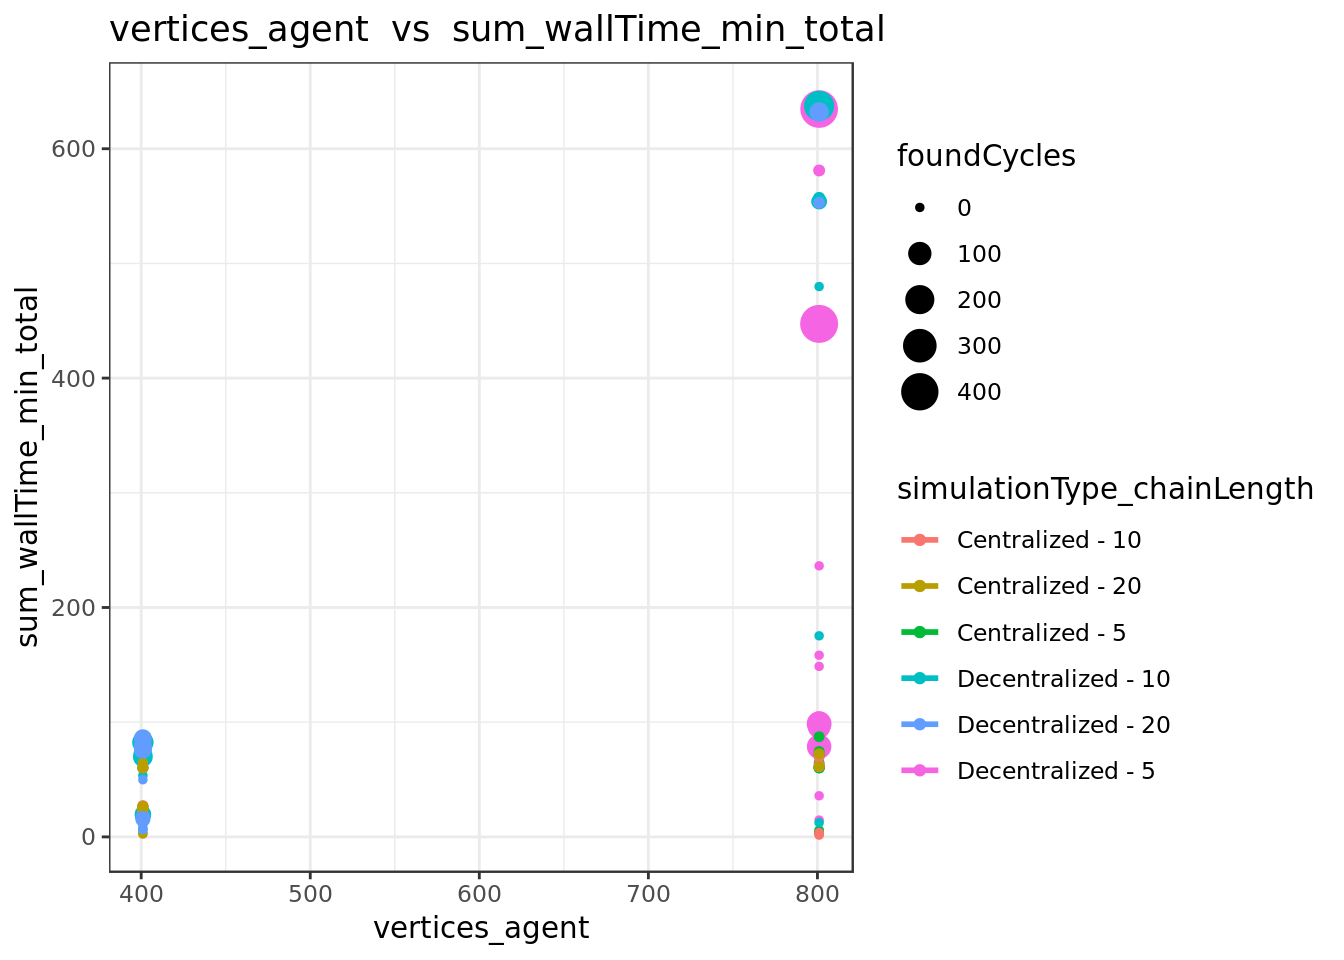 vertices_agent  vs  sum_wallTime_min_total
sum_wallTime_min_total
600
400
200
0
400
500
600
700
800
vertices_agent
foundCycles
0
100
200
300
400
simulationType_chainLength
Centralized - 10
Centralized - 20
Centralized - 5
Decentralized - 10
Decentralized - 20
Decentralized - 5